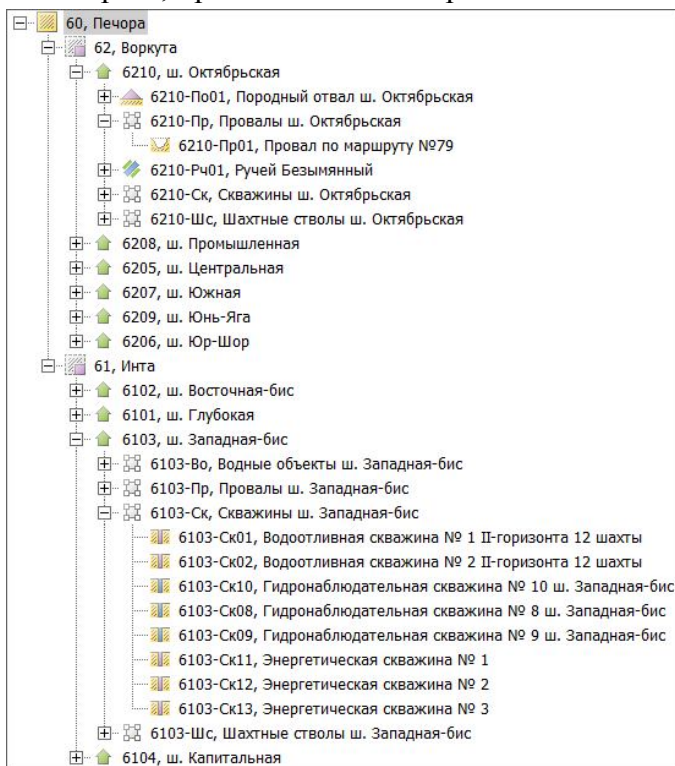 60, Печора
62, Воркута
6210, ш. Октябрьская
6210-По01, Породный отвал ш. Октябрьская
6210-Пр, Провалы ш. Октябрьская
6210-Пр01, Провал по маршруту №79
6210-Рч01, Ручей Безымянный
6210-Ск, Скважины ш. Октябрьская
6210-Шс, Шахтные стволы ш. Октябрьская
6208, ш. Промышленная
6205, ш. Центральная
6207, ш. Южная
6209, ш. Юнь-Яга
6206, ш. Юр-Шор
61, Инта
6102, ш. Восточная-бис
6101, ш. Глубокая
6103, ш. Западная-бис
6103-Во, Водные объекты ш. Западная-бис
6103-Пр, Провалы ш. Западная-бис
6103-Ск, Скважины ш. Западная-бис
6103-Ск01, Водоотливная скважина № 1 II-горизонта 12 шахты
6103-Ск02, Водоотливная скважина № 2 II-горизонта 12 шахты
6103-Ск10, Гидронаблюдательная скважина № 10 ш. Западная-бис
6103-Ск08, Гидронаблюдательная скважина № 8 ш. Западная-бис
6103-Ск09, Гидронаблюдательная скважина № 9 ш. Западная-бис
6103-Ск11, Энергетическая скважина № 1
6103-Ск12, Энергетическая скважина № 2
6103-Ск13, Энергетическая скважина № 3
6103-Шс, Шахтные стволы ш. Западная-бис
6104, ш. Капитальная